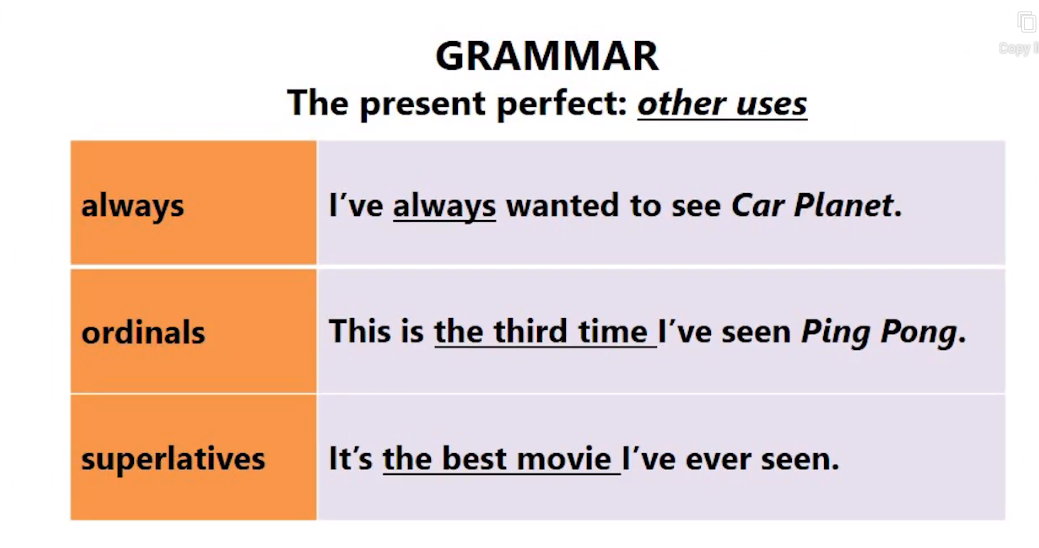 Copy
GRAMMAR
The present perfect: other uses
always
I've always wanted to see Car Planet.
ordinals
This is the third time I've seen Ping Pong.
superlatives
It's the best movie I've ever seen.